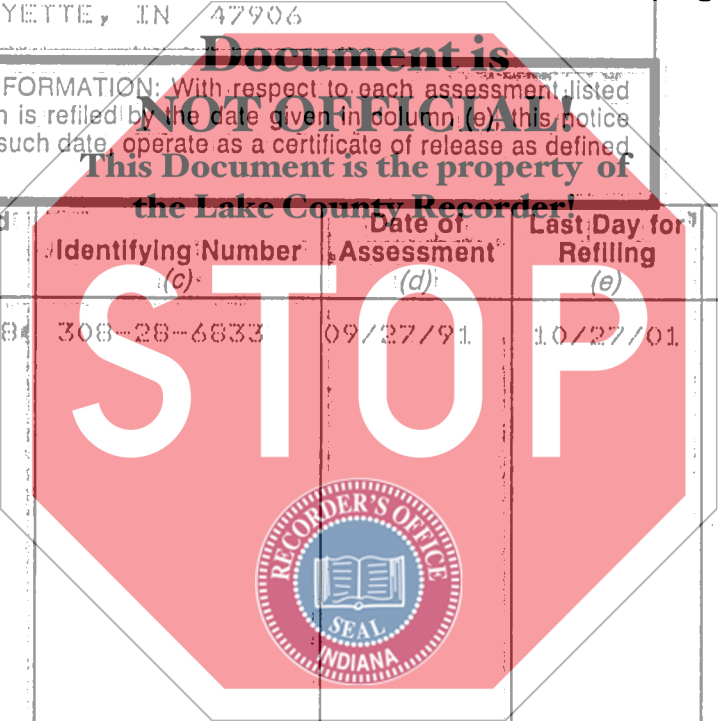 YETTE, IN 47906
Document is
FORMATION: With respect to each assessment listed
NOT OFFICIAL!
is refiled by the date given in column (e), this notice
such date, operate as a certificate of release as defined
This Document is the property of
the Lake County Recorder!
Identifying Number
(c)
Date of
Assessment
(d)
Last Day for
Refiling
(e)
308-28-6833 09/27/91 10/27/01
STOP
RECORDER'S OFFICE
SEAL
INDIANA